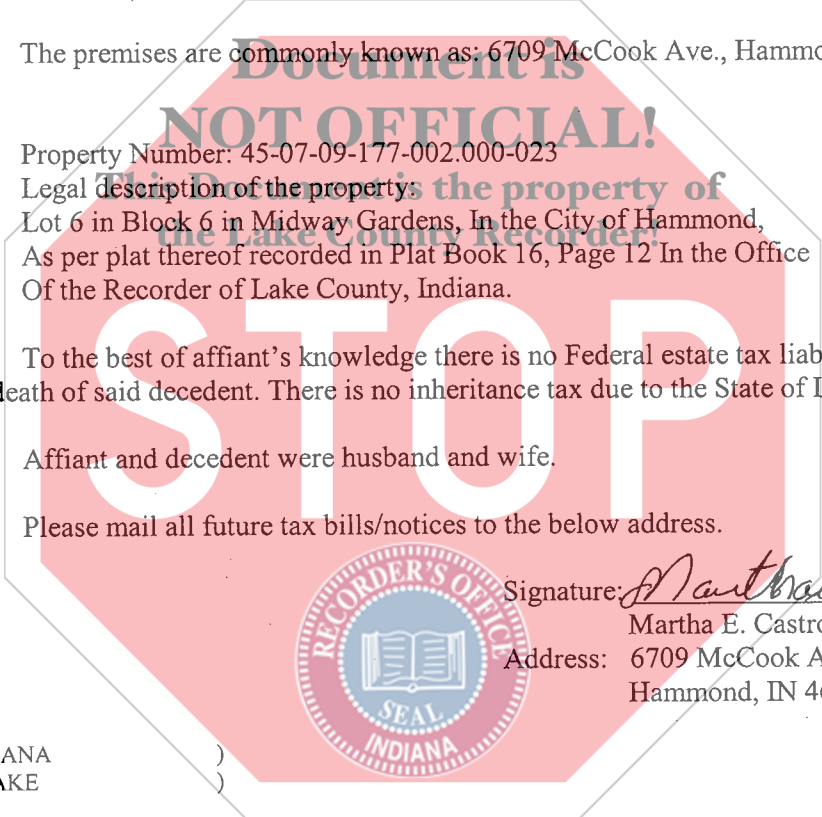 The premises are commonly known as: 6709 McCook Ave., Hammo
Document is
NOT OFFICIAL!
Property Number: 45-07-09-177-002.000-023
This Document is the property of
Legal description of the property:
Lot 6 in Block 6 in Midway Gardens, In the City of Hammond,
the Lake County Recorder!
As per plat thereof recorded in Plat Book 16, Page 12 In the Office
Of the Recorder of Lake County, Indiana.
STOP
To the best of affiant's knowledge there is no Federal estate tax liab
death of said decedent. There is no inheritance tax due to the State of I
Affiant and decedent were husband and wife.
Please mail all future tax bills/notices to the below address.
RECORDER'S OFFICE
SEAL
INDIANA
Signature:
Martha E. Castro
Address: 6709 McCook A
Hammond, IN 46
ANA )
AKE )